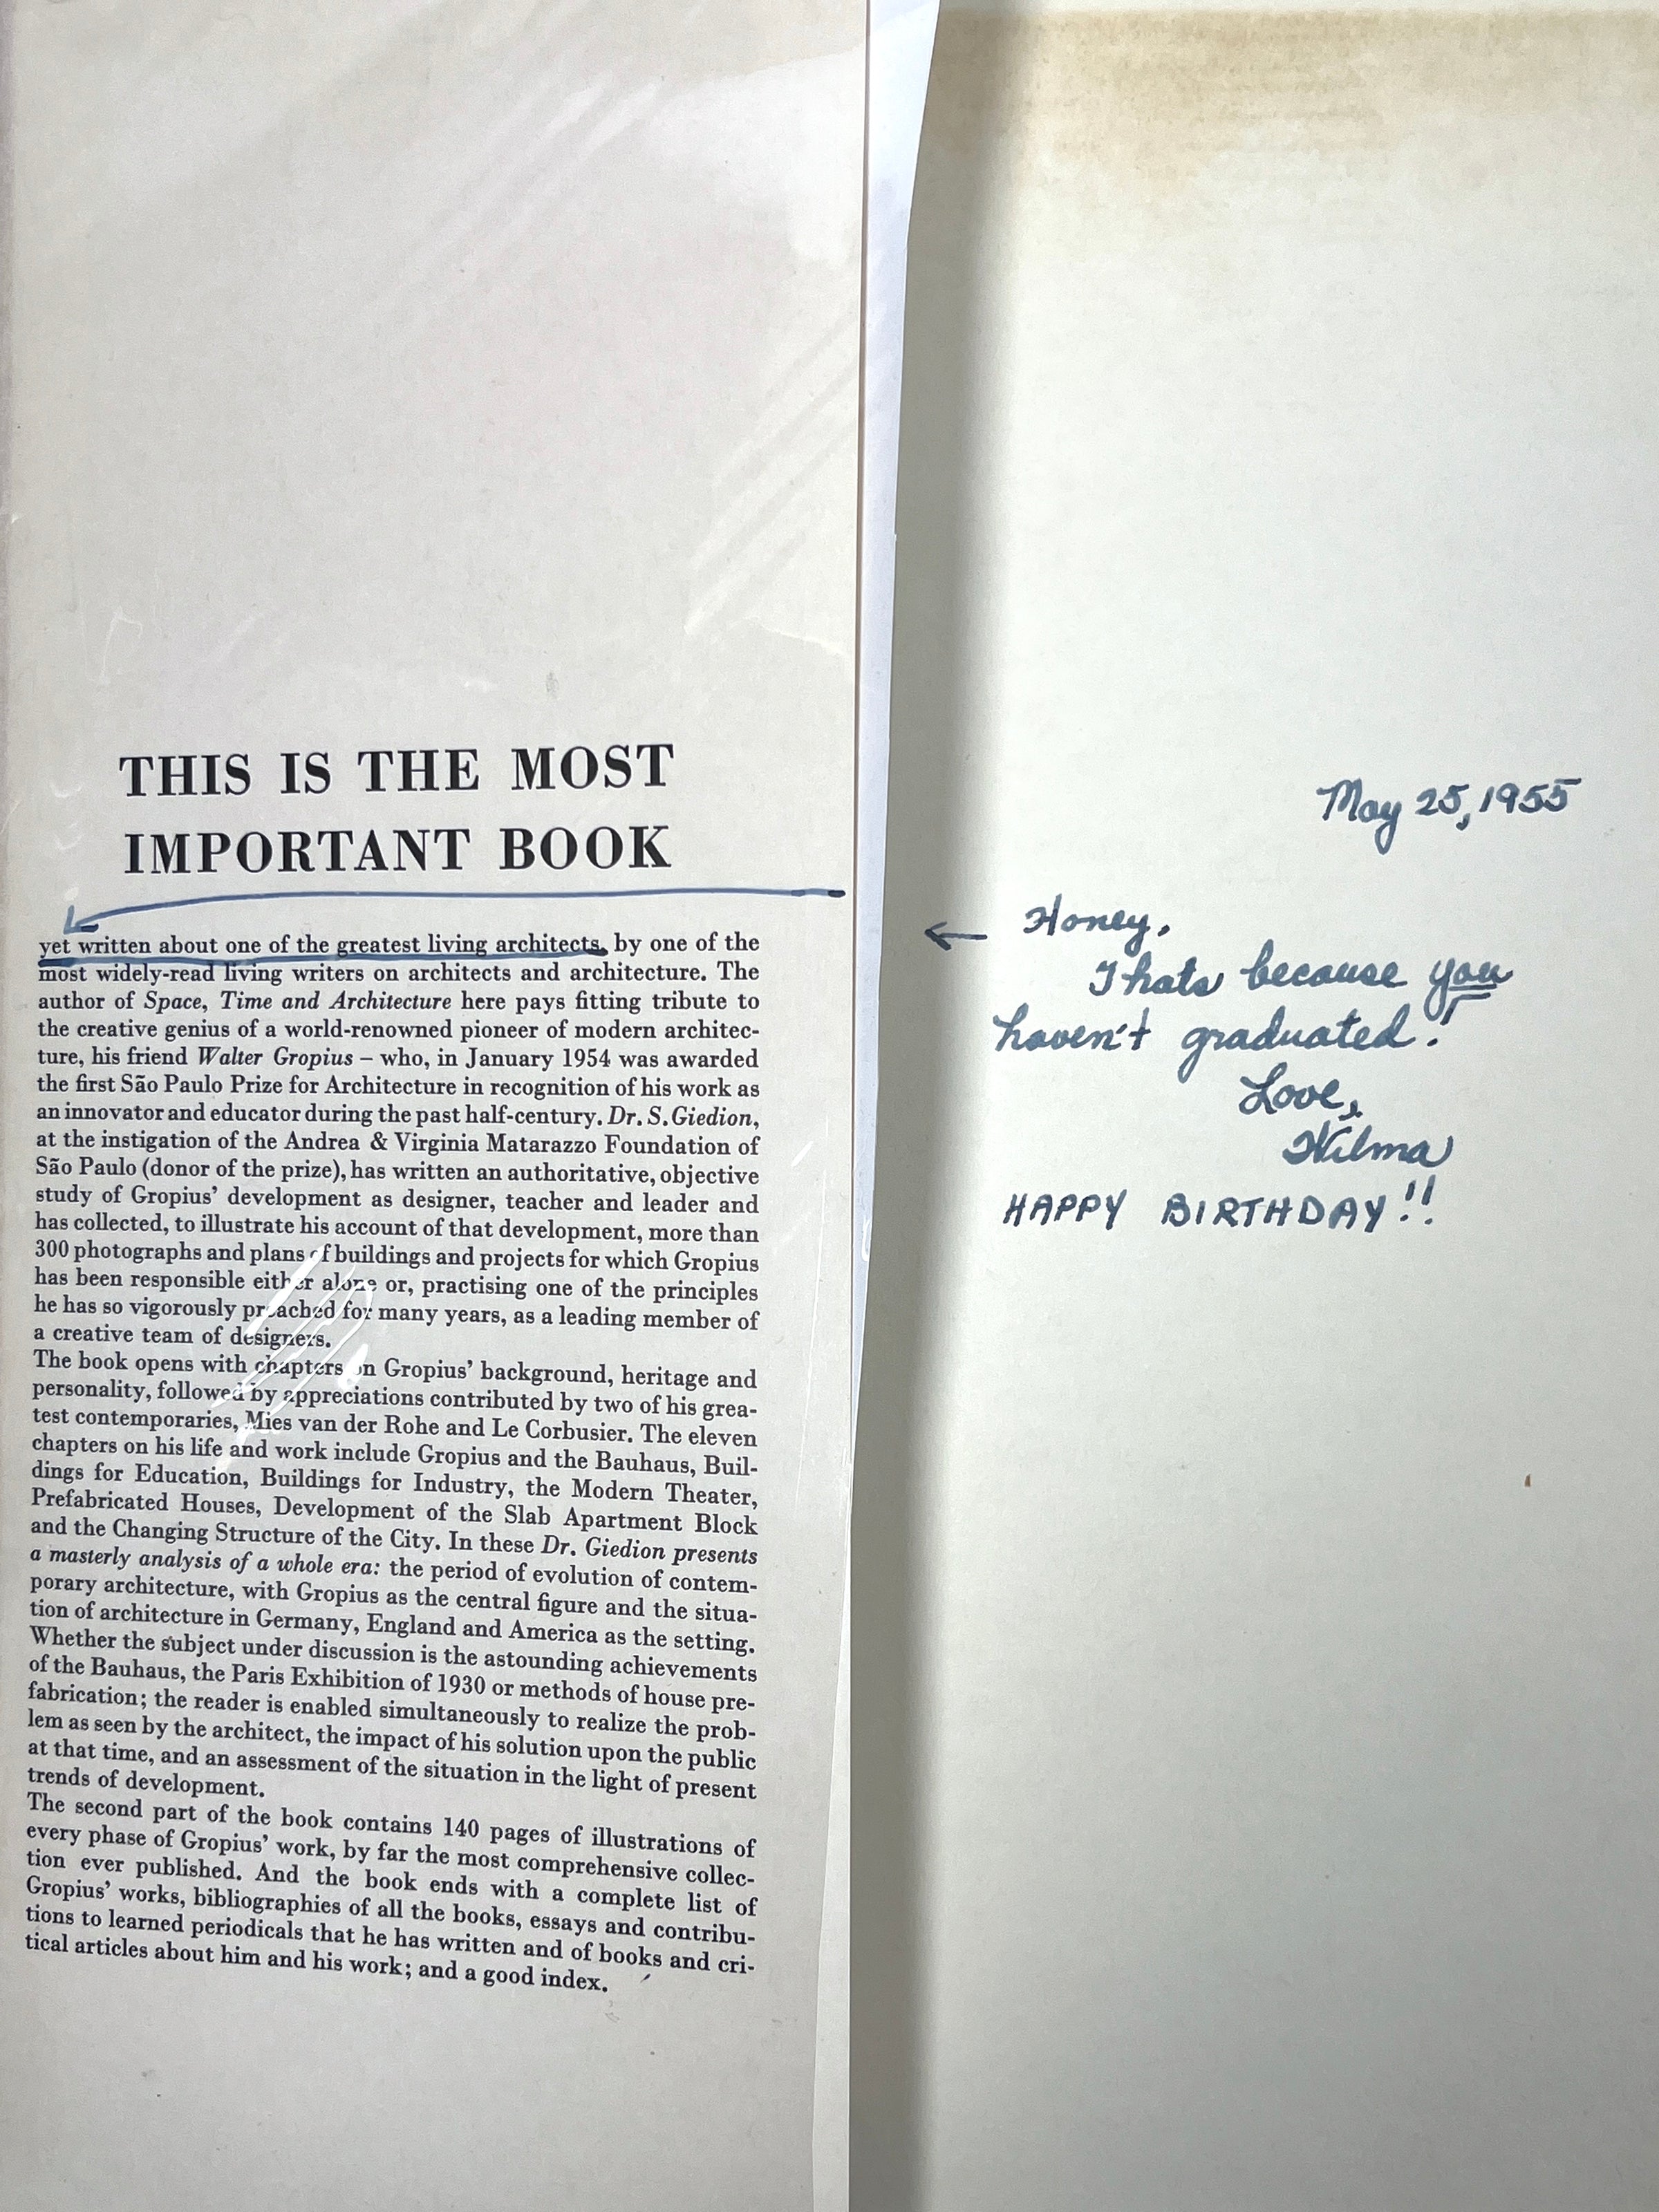 THIS IS THE MOST
IMPORTANT BOOK
yet written about one of the greatest living architects, by one of the
most widely-read living writers on architects and architecture. The
author of Space, Time and Architecture here pays fitting tribute to
the creative genius of a world-renowned pioneer of modern architec-
ture, his friend Walter Gropius – who, in January 1954 was awarded
the first São Paulo Prize for Architecture in recognition of his work as
an innovator and educator during the past half-century. Dr. S. Giedion,
at the instigation of the Andrea & Virginia Matarazzo Foundation of
São Paulo (donor of the prize), has written an authoritative, objective
study of Gropius’ development as designer, teacher and leader and
has collected, to illustrate his account of that development, more than
300 photographs and plans of buildings and projects for which Gropius
has been responsible either alone or, practising one of the principles
he has so vigorously preached for many years, as a leading member of
a creative team of designers.
The book opens with chapters on Gropius’ background, heritage and
personality, followed by appreciations contributed by two of his grea-
test contemporaries, Mies van der Rohe and Le Corbusier. The eleven
chapters on his life and work include Gropius and the Bauhaus, Buil-
dings for Education, Buildings for Industry, the Modern Theater,
Prefabricated Houses, Development of the Slab Apartment Block
and the Changing Structure of the City. In these Dr. Giedion presents
a masterly analysis of a whole era: the period of evolution of contem-
porary architecture, with Gropius as the central figure and the situa-
tion of architecture in Germany, England and America as the setting.
Whether the subject under discussion is the astounding achievements
of the Bauhaus, the Paris Exhibition of 1930 or methods of house pre-
fabrication; the reader is enabled simultaneously to realize the prob-
lem as seen by the architect, the impact of his solution upon the public
at that time, and an assessment of the situation in the light of present
trends of development.
The second part of the book contains 140 pages of illustrations of
every phase of Gropius’ work, by far the most comprehensive collec-
tion ever published. And the book ends with a complete list of
Gropius’ works, bibliographies of all the books, essays and contribu-
tions to learned periodicals that he has written and of books and cri-
tical articles about him and his work; and a good index.
May 25, 1955
← Honey,
Thats because you
haven't graduated!
Love,
Wilma
HAPPY BIRTHDAY!!